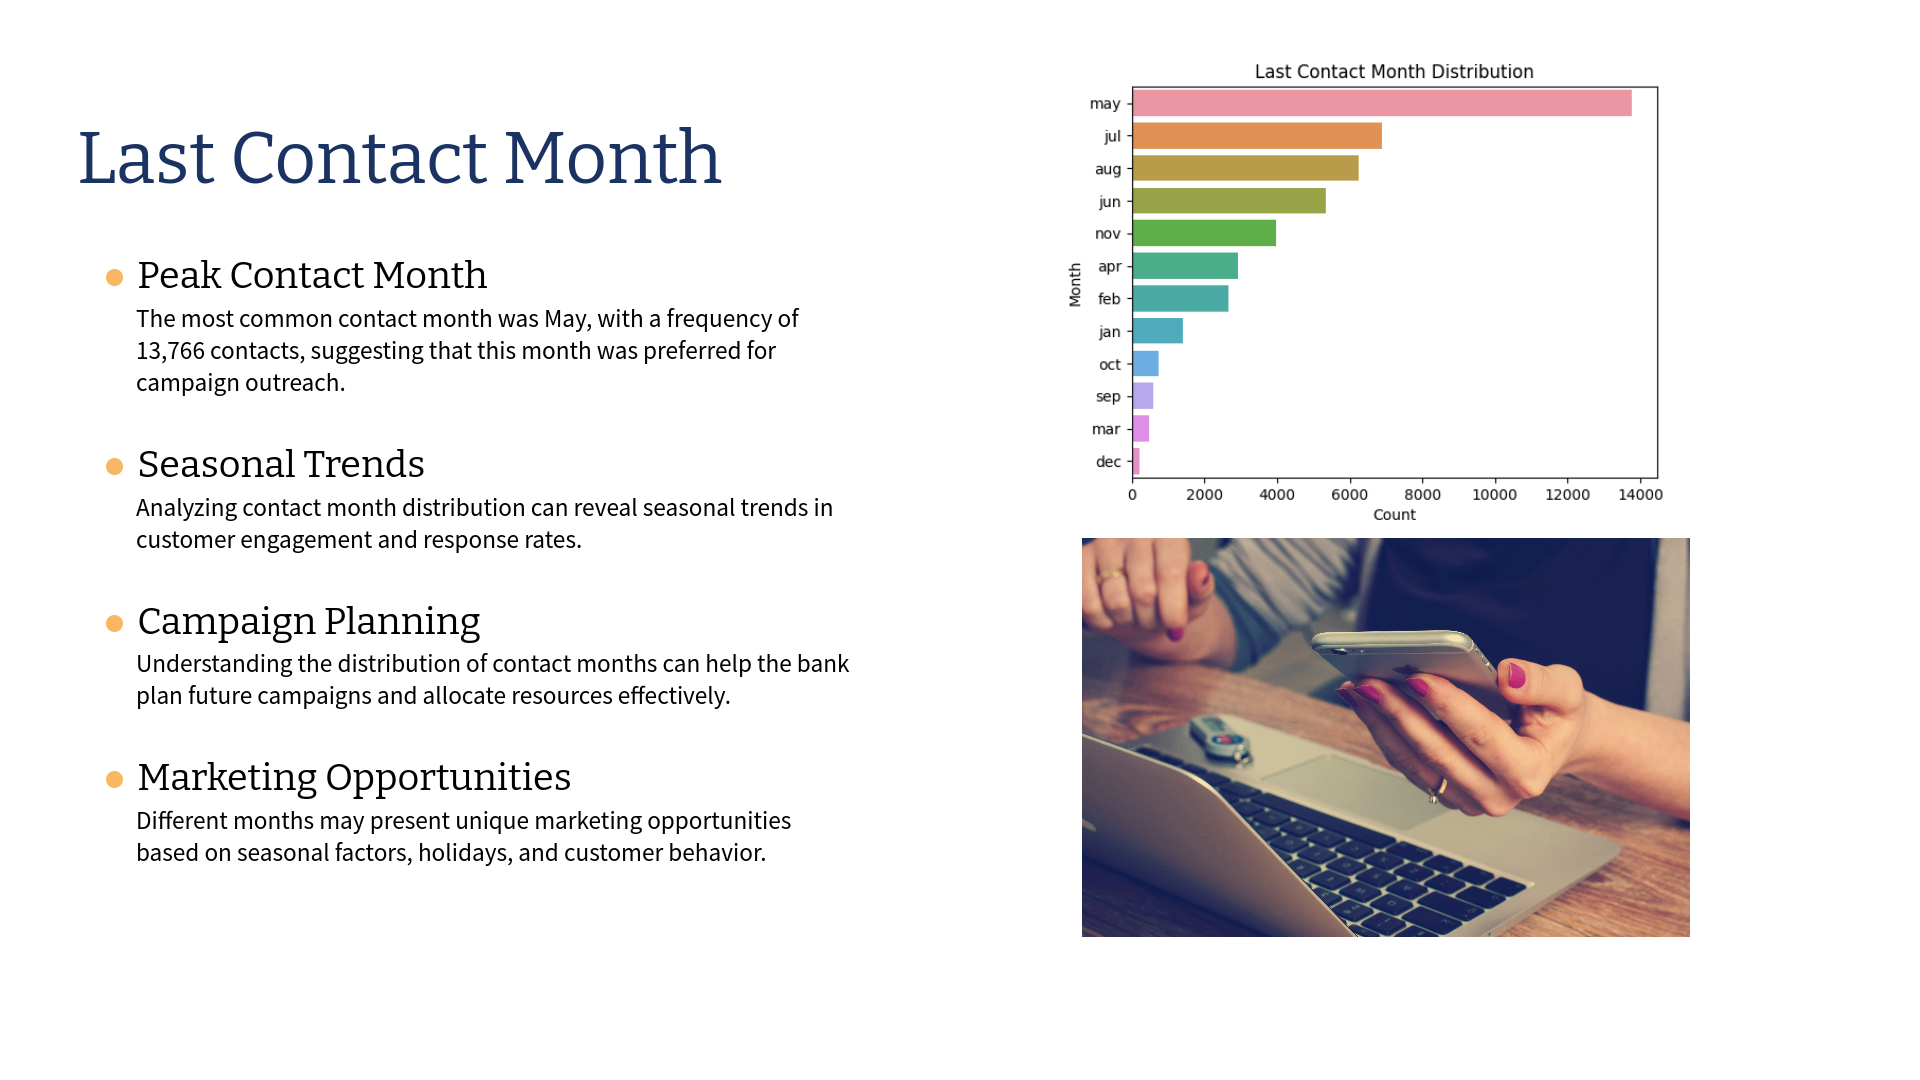 Last Contact Month
Peak Contact Month
The most common contact month was May, with a frequency of
13,766 contacts, suggesting that this month was preferred for
campaign outreach.
Seasonal Trends
Analyzing contact month distribution can reveal seasonal trends in
customer engagement and response rates.
Campaign Planning
Understanding the distribution of contact months can help the bank
plan future campaigns and allocate resources effectively.
Marketing Opportunities
Different months may present unique marketing opportunities
based on seasonal factors, holidays, and customer behavior.
Last Contact Month Distribution
Month
may
jul
aug
jun
nov
apr
feb
jan
oct
sep
mar
dec
0 2000 4000 6000 8000 10000 12000 14000
Count